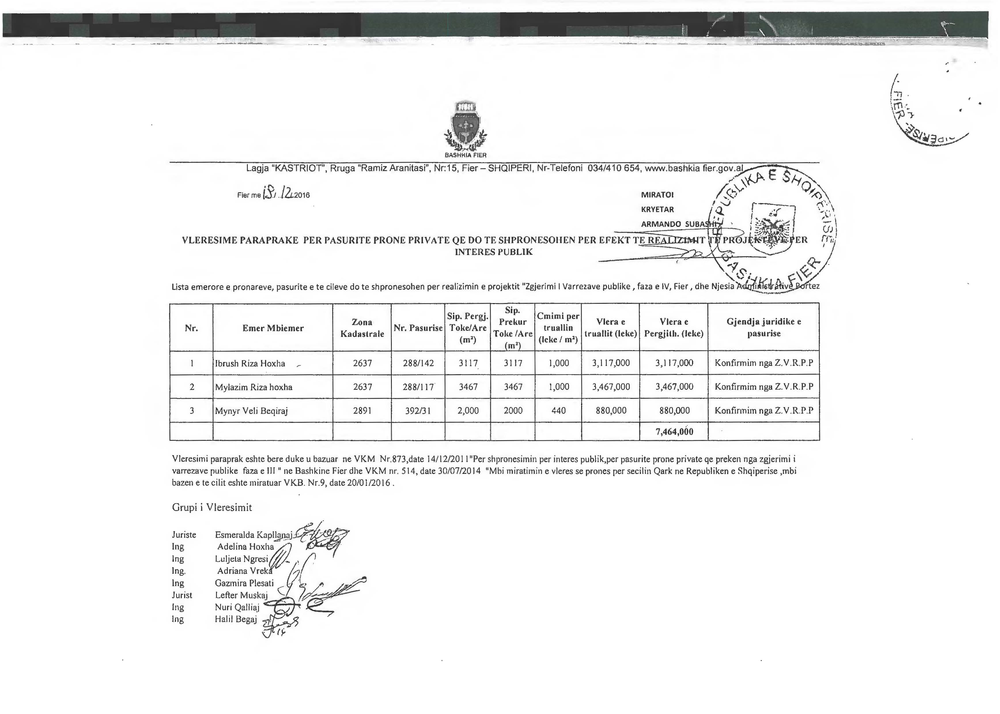 FIER
BASHKIA FIER
Lagja "KASTRIOT", Rruga "Ramiz Aranitasi", Nr:15, Fier – SHQIPERI, Nr-Telefoni 034/410 654, www.bashkia fier.gov.al
Fier me 12.2016
MIRATOI
KRYETAR
ARMANDO SUBASHI
REPUBLIKA E SHQIPËRISË
BASHKIA FIER
VLERESIME PARAPRAKE PER PASURITE PRONE PRIVATE QE DO TE SHPRONESOHEN PER EFEKT TE REALIZIMIT TE PROJEKTEVE PER
INTERES PUBLIK
Lista emerore e pronareve, pasurite e te cileve do te shpronesohen per realizimin e projektit "Zgjerimi I Varrezave publike , faza e IV, Fier , dhe Njesia Administrative Portez
Nr. Emer Mbiemer Zona Kadastrale Nr. Pasurise Sip. Pergj. Toke/Are (m²) Sip. Prekur Toke /Are (m²) Cmimi per truallin (leke / m²) Vlera e truallit (leke) Vlera e Pergjith. (leke) Gjendja juridike e pasurise
1 Ibrush Riza Hoxha 2637 288/142 3117 3117 1,000 3,117,000 3,117,000 Konfirmim nga Z.V.R.P.P
2 Mylazim Riza hoxha 2637 288/117 3467 3467 1,000 3,467,000 3,467,000 Konfirmim nga Z.V.R.P.P
3 Mynyr Veli Beqiraj 2891 392/31 2,000 2000 440 880,000 880,000 Konfirmim nga Z.V.R.P.P
7,464,000
Vleresimi paraprak eshte bere duke u bazuar ne VKM Nr.873,date 14/12/2011"Per shpronesimin per interes publik,per pasurite prone private qe preken nga zgjerimi i
varrezave publike faza e III " ne Bashkine Fier dhe VKM nr. 514, date 30/07/2014 "Mbi miratimin e vleres se prones per secilin Qark ne Republiken e Shqiperise ,mbi
bazen e te cilit eshte miratuar VKB. Nr.9, date 20/01/2016 .
Grupi i Vleresimit
Juriste Esmeralda Kapllanaj
Ing Adelina Hoxha
Ing Luljeta Ngresi
Ing. Adriana Vreka
Ing Gazmira Plesati
Jurist Lefter Muskaj
Ing Nuri Qalliaj
Ing Halil Begaj